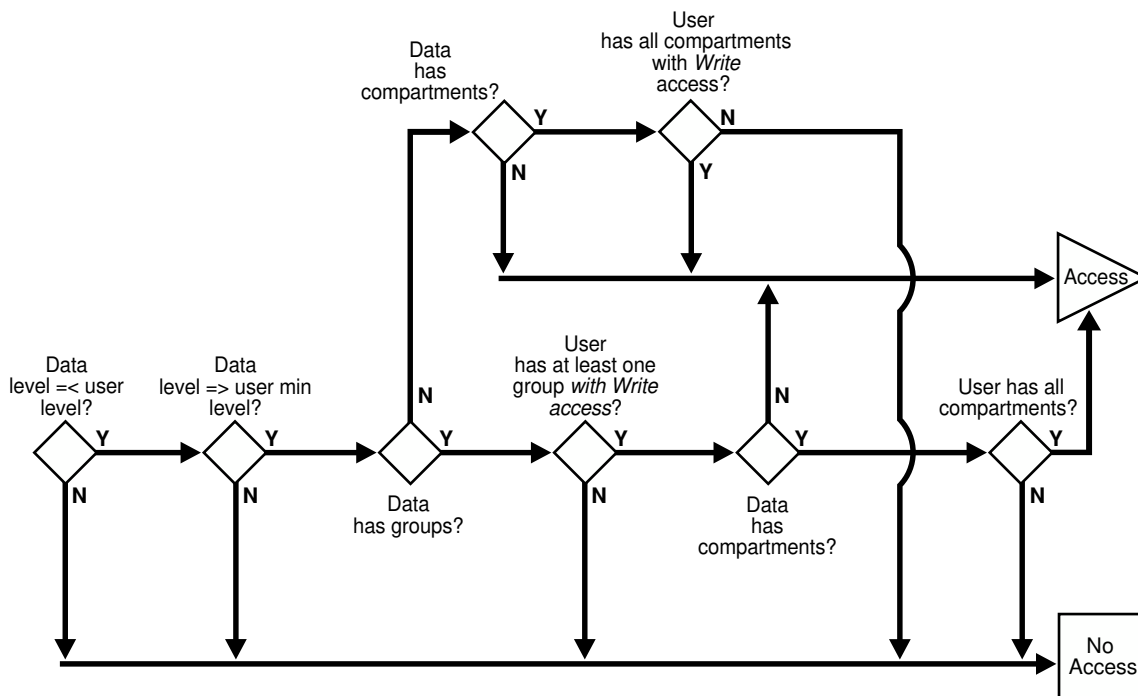 User
has all compartments
with Write
access?
Data
has
compartments?
Y
N
N
Y
Access
User
has at least one
group with Write
access?
Data
level =< user
level?
Data
level => user min
level?
User has all
compartments?
N
N
Y
Y
Y
Y
Y
Y
N
N
N
N
Data
has groups?
Data
has
compartments?
No
Access